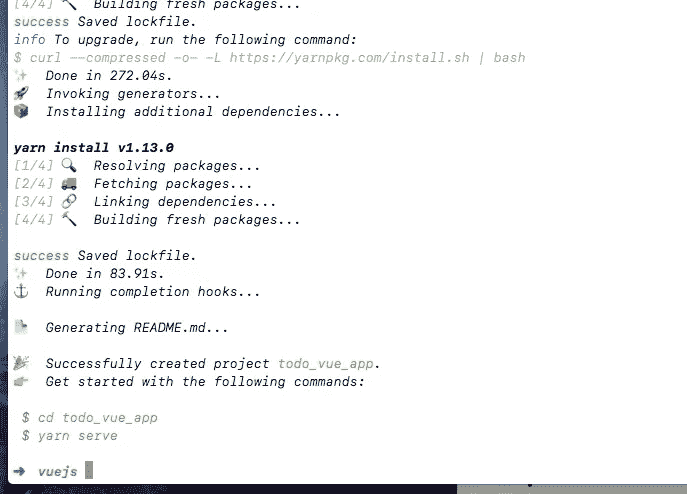 [4/4] 🔨  Building fresh packages...
success Saved lockfile.
info To upgrade, run the following command:
$ curl --compressed -o- -L https://yarnpkg.com/install.sh | bash
✨  Done in 272.04s.
🚀  Invoking generators...
📦  Installing additional dependencies...
yarn install v1.13.0
[1/4] 🔍  Resolving packages...
[2/4] 🚚  Fetching packages...
[3/4] 🔗  Linking dependencies...
[4/4] 🔨  Building fresh packages...
success Saved lockfile.
✨  Done in 83.91s.
⚓  Running completion hooks...
📄  Generating README.md...
🎉  Successfully created project todo_vue_app.
👉  Get started with the following commands:
$ cd todo_vue_app
$ yarn serve
➜  vuejs